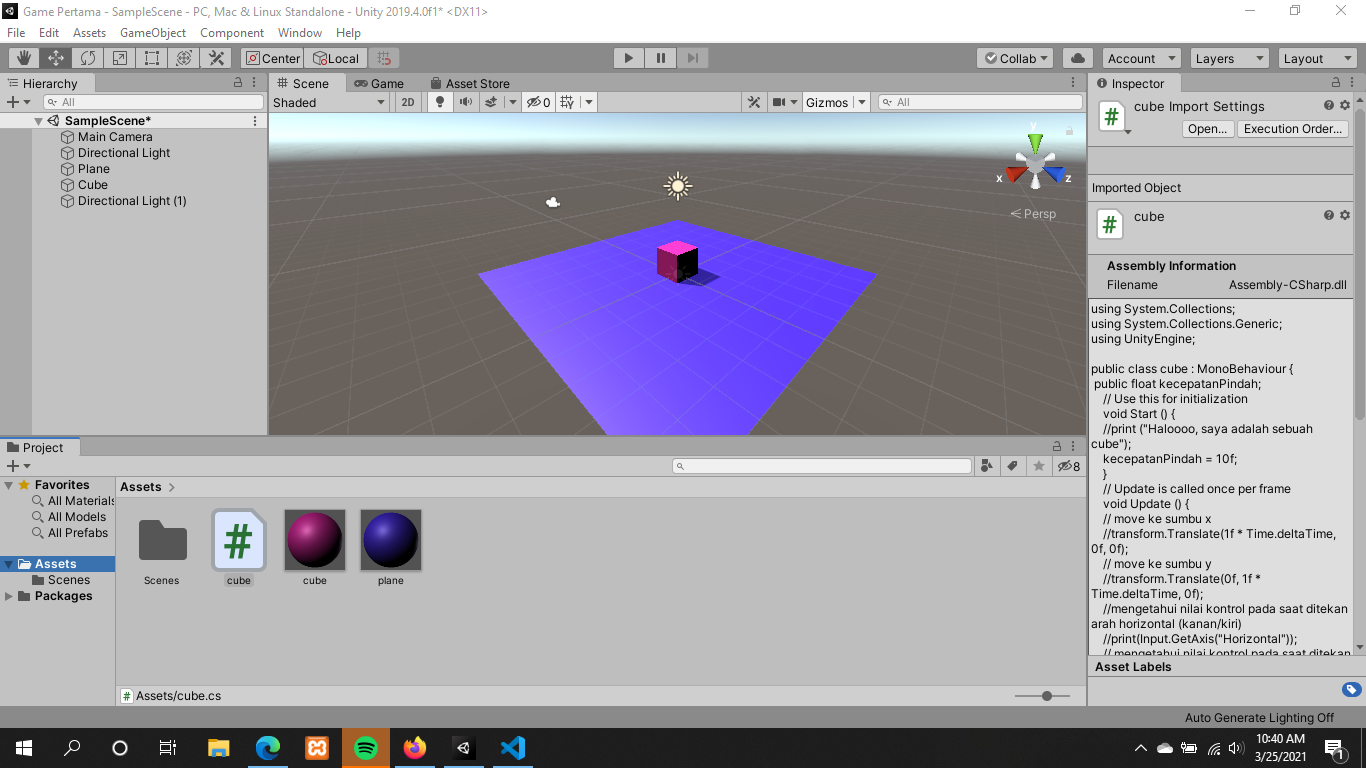 Game Pertama - SampleScene - PC, Mac & Linux Standalone - Unity 2019.4.0f1* <DX11>
File Edit Assets GameObject Component Window Help
Center Local Collab Account Layers Layout
Hierarchy
All
SampleScene*
Main Camera
Directional Light
Plane
Cube
Directional Light (1)
Scene Game Asset Store
Shaded 2D 0 Gizmos All
y
x z
Persp
Inspector
cube Import Settings
Open... Execution Order...
Imported Object
cube
Assembly Information
Filename Assembly-CSharp.dll
using System.Collections;
using System.Collections.Generic;
using UnityEngine;
public class cube : MonoBehaviour {
public float kecepatanPindah;
// Use this for initialization
void Start () {
//print ("Haloooo, saya adalah sebuah
cube");
kecepatanPindah = 10f;
}
// Update is called once per frame
void Update () {
// move ke sumbu x
//transform.Translate(1f * Time.deltaTime,
0f, 0f);
// move ke sumbu y
//transform.Translate(0f, 1f *
Time.deltaTime, 0f);
//mengetahui nilai kontrol pada saat ditekan
arah horizontal (kanan/kiri)
//print(Input.GetAxis("Horizontal"));
// mengetahui nilai kontrol pada saat ditekan
Asset Labels
Project
8
Favorites
All Materials
All Models
All Prefabs
Assets
Scenes
Packages
Assets
Scenes cube cube plane
Assets/cube.cs
Auto Generate Lighting Off
10:40 AM
3/25/2021
1